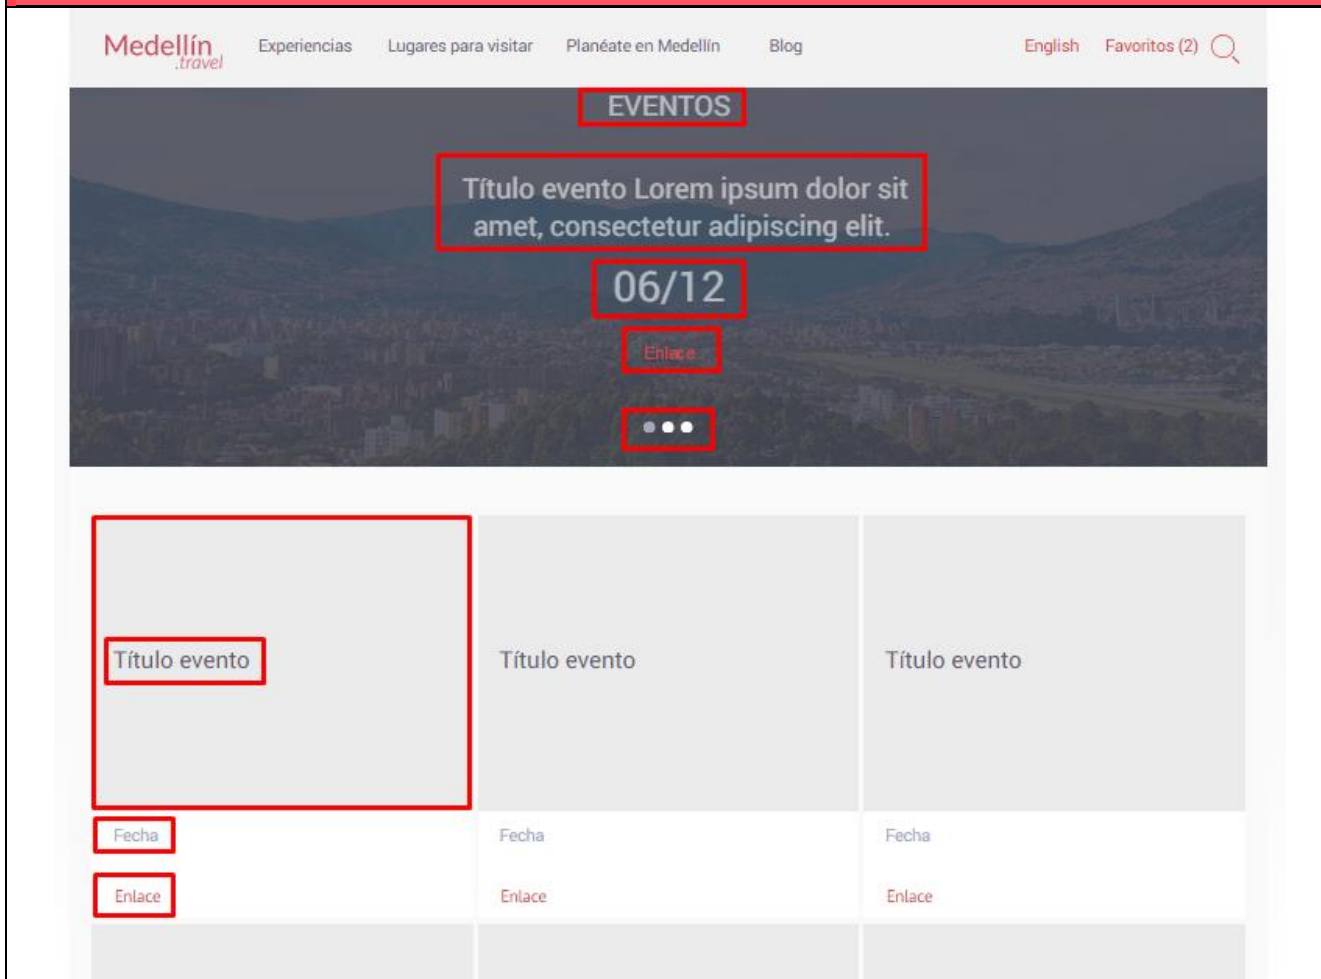 Medellín
.travel
Experiencias Lugares para visitar Planéate en Medellín Blog English Favoritos (2)
EVENTOS
Título evento Lorem ipsum dolor sit
amet, consectetur adipiscing elit.
06/12
Enlace
Título evento Título evento Título evento
Fecha Fecha Fecha
Enlace Enlace Enlace